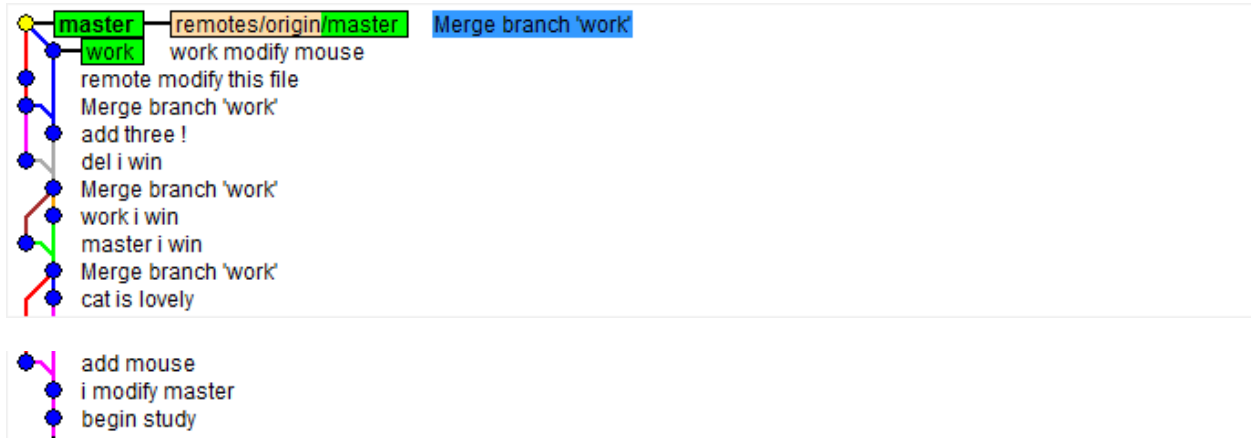 master remotes/origin/master Merge branch 'work'
work work modify mouse
remote modify this file
Merge branch 'work'
add three !
del i win
Merge branch 'work'
work i win
master i win
Merge branch 'work'
cat is lovely
add mouse
i modify master
begin study